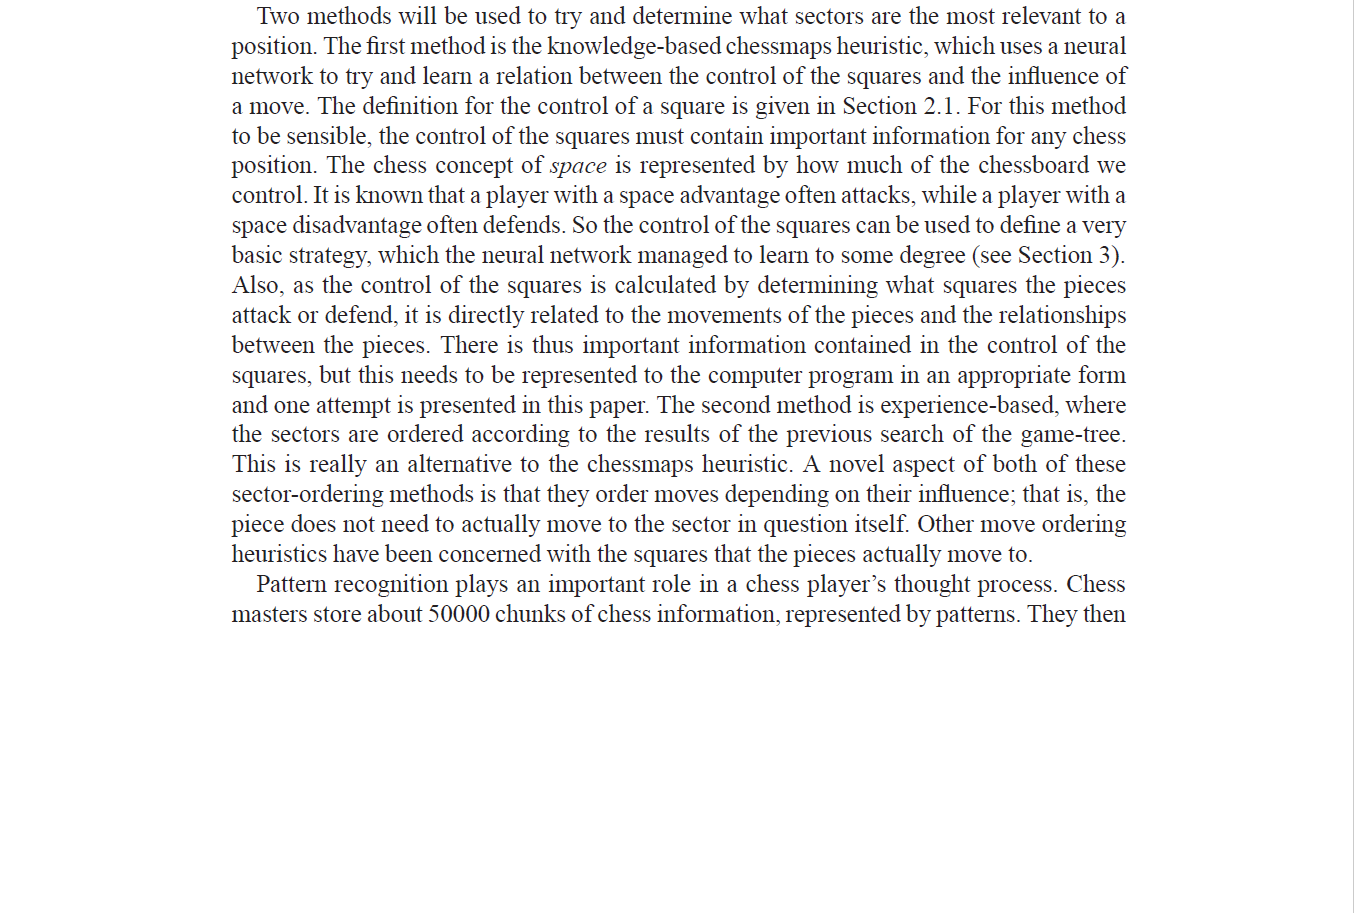 Two methods will be used to try and determine what sectors are the most relevant to a
position. The first method is the knowledge-based chessmaps heuristic, which uses a neural
network to try and learn a relation between the control of the squares and the influence of
a move. The definition for the control of a square is given in Section 2.1. For this method
to be sensible, the control of the squares must contain important information for any chess
position. The chess concept of space is represented by how much of the chessboard we
control. It is known that a player with a space advantage often attacks, while a player with a
space disadvantage often defends. So the control of the squares can be used to define a very
basic strategy, which the neural network managed to learn to some degree (see Section 3).
Also, as the control of the squares is calculated by determining what squares the pieces
attack or defend, it is directly related to the movements of the pieces and the relationships
between the pieces. There is thus important information contained in the control of the
squares, but this needs to be represented to the computer program in an appropriate form
and one attempt is presented in this paper. The second method is experience-based, where
the sectors are ordered according to the results of the previous search of the game-tree.
This is really an alternative to the chessmaps heuristic. A novel aspect of both of these
sector-ordering methods is that they order moves depending on their influence; that is, the
piece does not need to actually move to the sector in question itself. Other move ordering
heuristics have been concerned with the squares that the pieces actually move to.
Pattern recognition plays an important role in a chess player's thought process. Chess
masters store about 50000 chunks of chess information, represented by patterns. They then